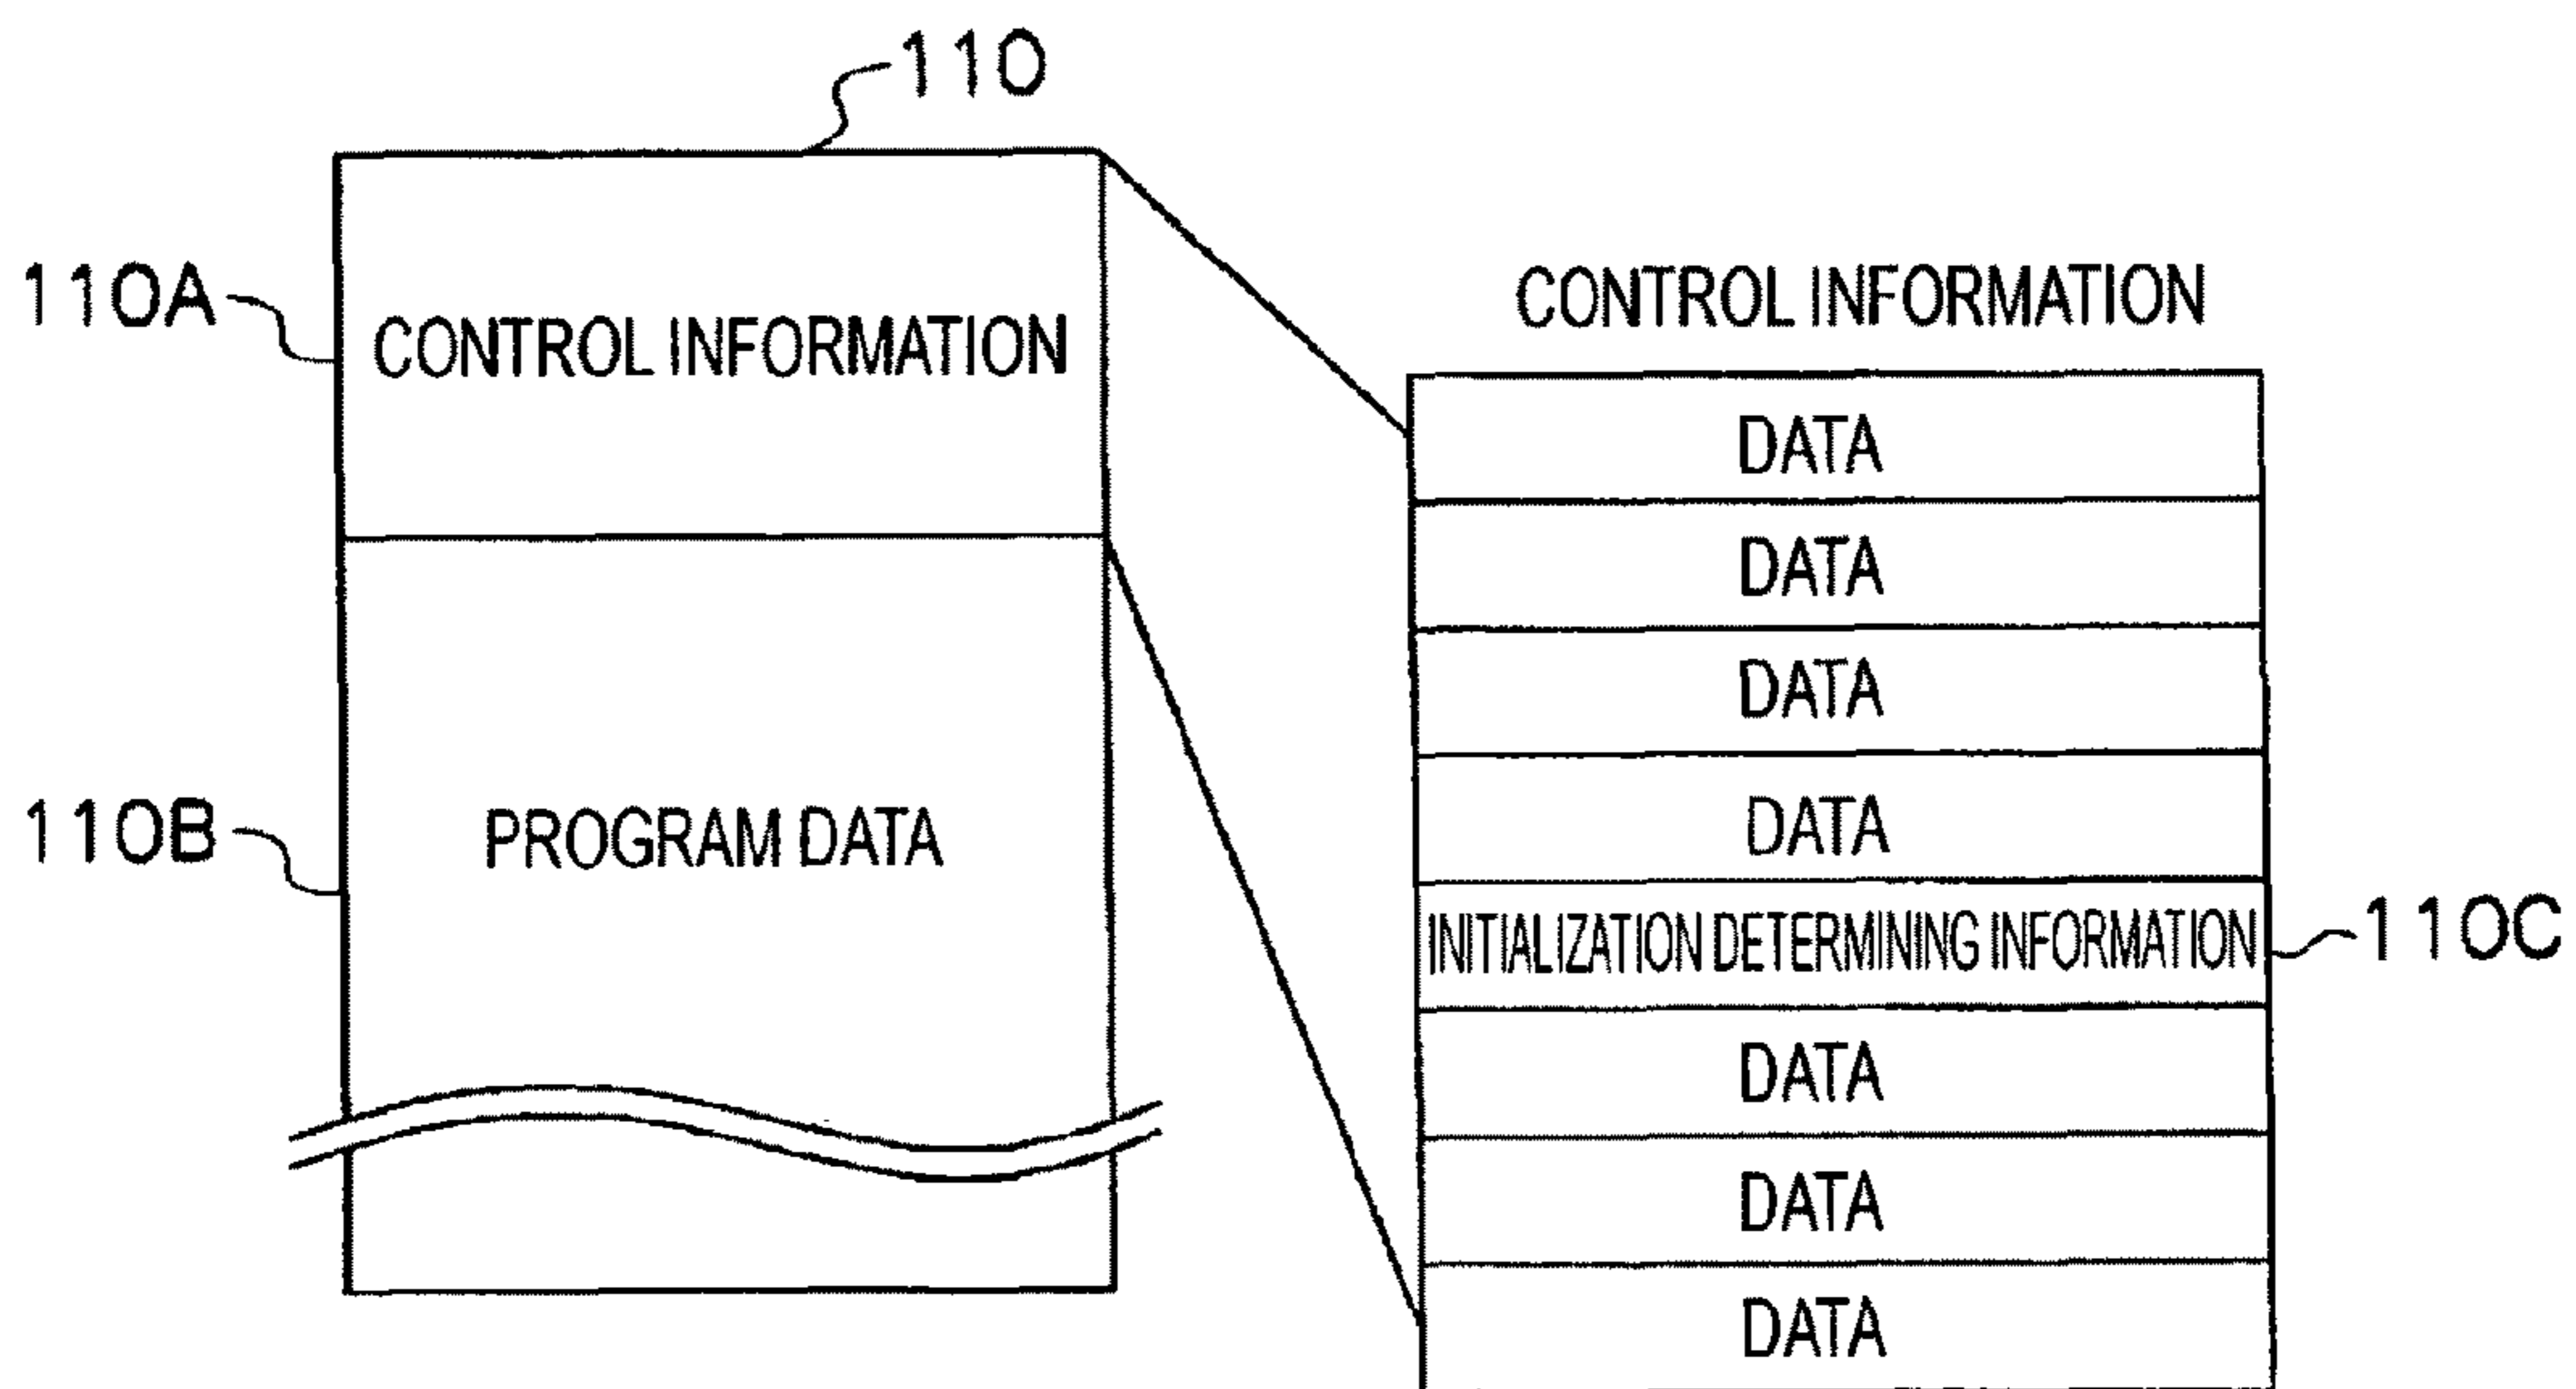 110
110A
CONTROL INFORMATION
110B
PROGRAM DATA
CONTROL INFORMATION
DATA
DATA
DATA
DATA
INITIALIZATION DETERMINING INFORMATION
110C
DATA
DATA
DATA